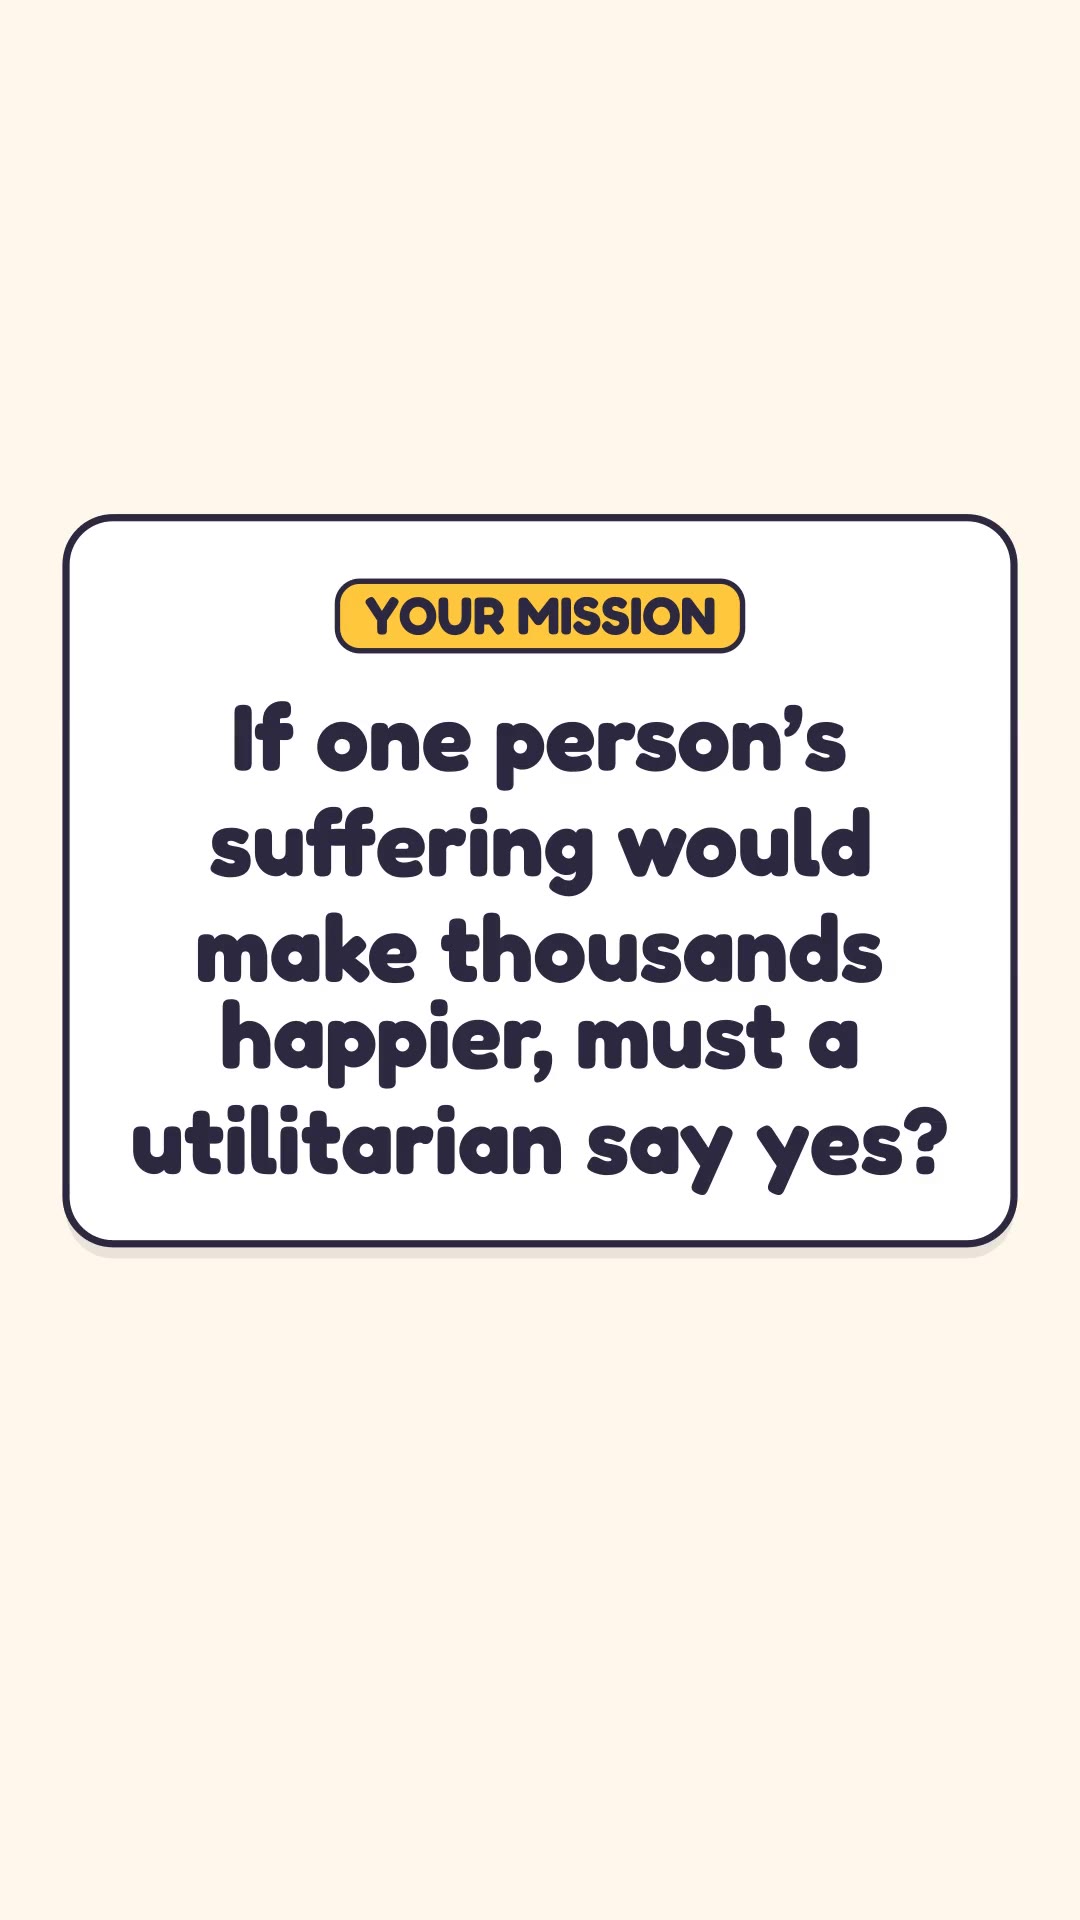 YOUR MISSION
If one person’s
suffering would
make thousands
happier, must a
utilitarian say yes?